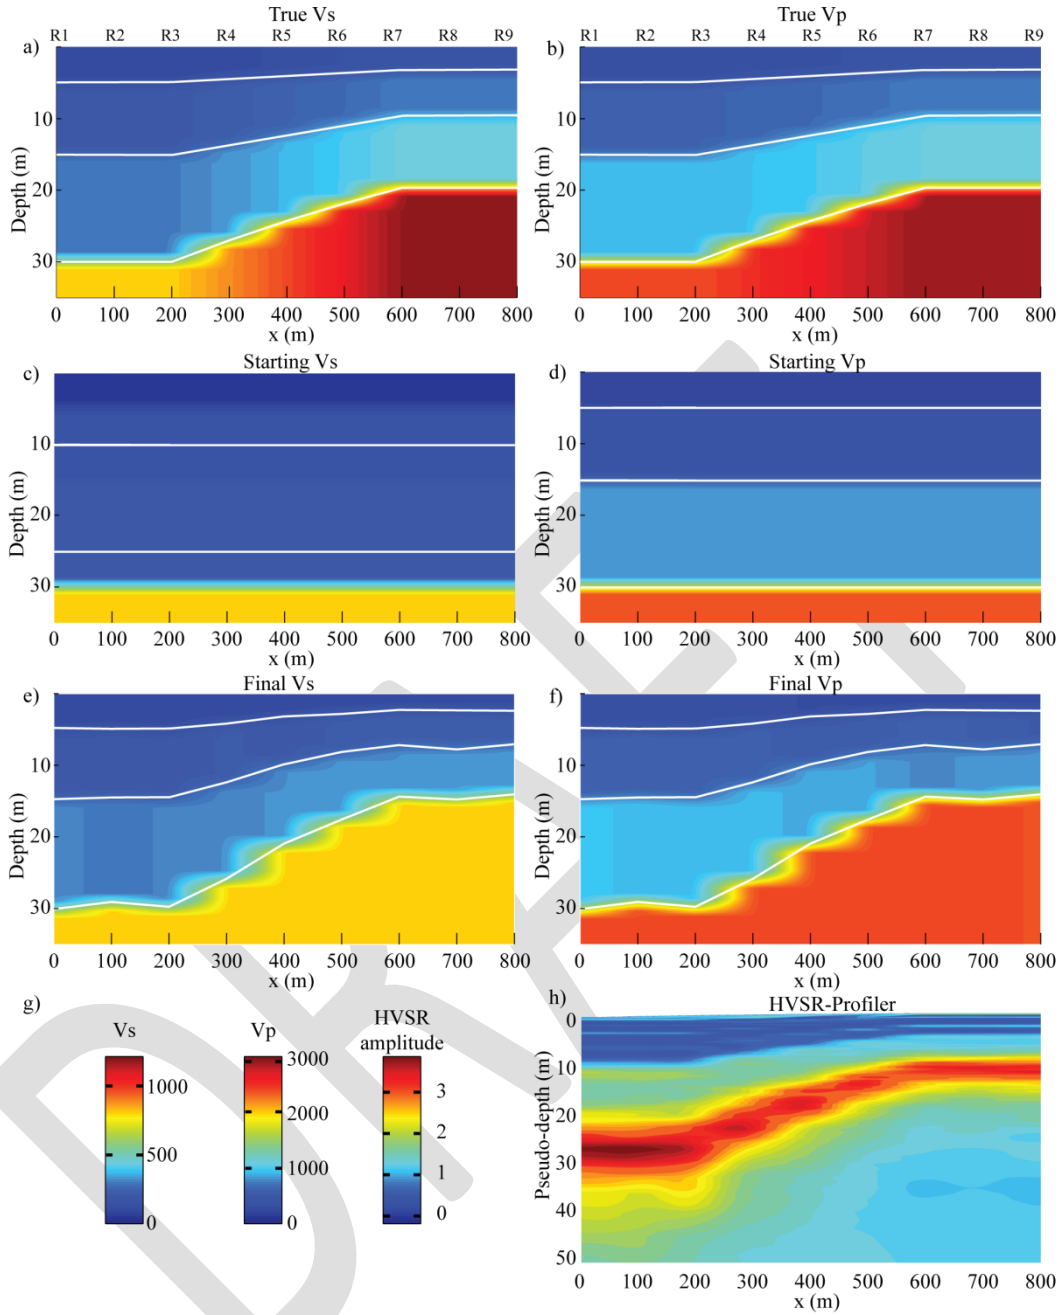 True Vs
True Vp
R1 R2 R3 R4 R5 R6 R7 R8 R9
R1 R2 R3 R4 R5 R6 R7 R8 R9
a)
Depth (m)
10
20
30
0 100 200 300 400 500 600 700 800
x (m)
b)
Depth (m)
10
20
30
0 100 200 300 400 500 600 700 800
x (m)
Starting Vs
c)
Depth (m)
10
20
30
0 100 200 300 400 500 600 700 800
x (m)
Starting Vp
d)
Depth (m)
10
20
30
0 100 200 300 400 500 600 700 800
x (m)
Final Vs
e)
Depth (m)
10
20
30
0 100 200 300 400 500 600 700 800
x (m)
Final Vp
f)
Depth (m)
10
20
30
0 100 200 300 400 500 600 700 800
x (m)
g)
Vs
1000
500
0
Vp
3000
2000
1000
0
HVSR
amplitude
3
2
1
0
h)
HVSR-Profiler
Pseudo-depth (m)
0
10
20
30
40
50
0 100 200 300 400 500 600 700 800
x (m)
DRAFT